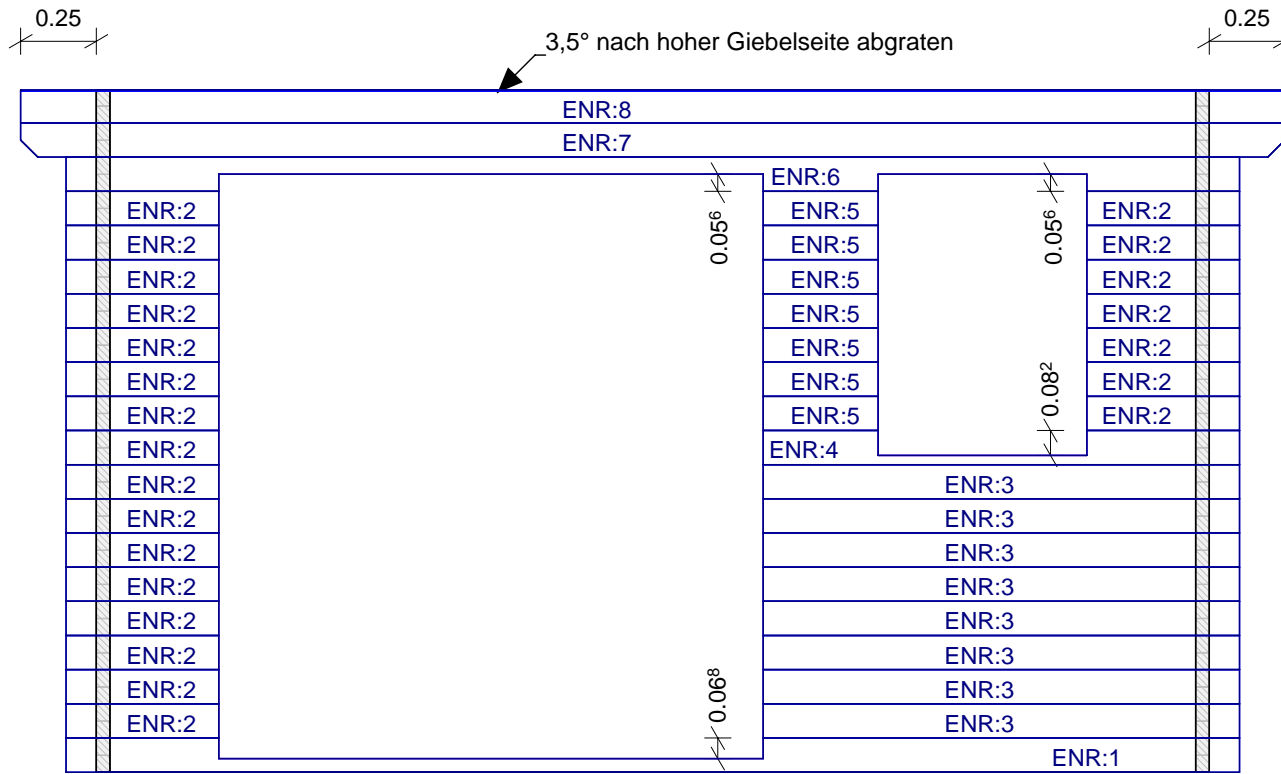 0.25 0.25
3,5° nach hoher Giebelseite abgraten
ENR:8
ENR:7
ENR:6
0.05⁶ 0.05⁶
ENR:2 ENR:5 ENR:2
ENR:2 ENR:5 ENR:2
ENR:2 ENR:5 ENR:2
ENR:2 ENR:5 ENR:2
ENR:2 ENR:5 ENR:2
ENR:2 ENR:5 ENR:2
ENR:2 ENR:5 ENR:2
0.08²
ENR:2 ENR:4
ENR:2 ENR:3
ENR:2 ENR:3
ENR:2 ENR:3
ENR:2 ENR:3
ENR:2 ENR:3
ENR:2 ENR:3
ENR:2 ENR:3
ENR:2 ENR:3
0.06⁸
ENR:1